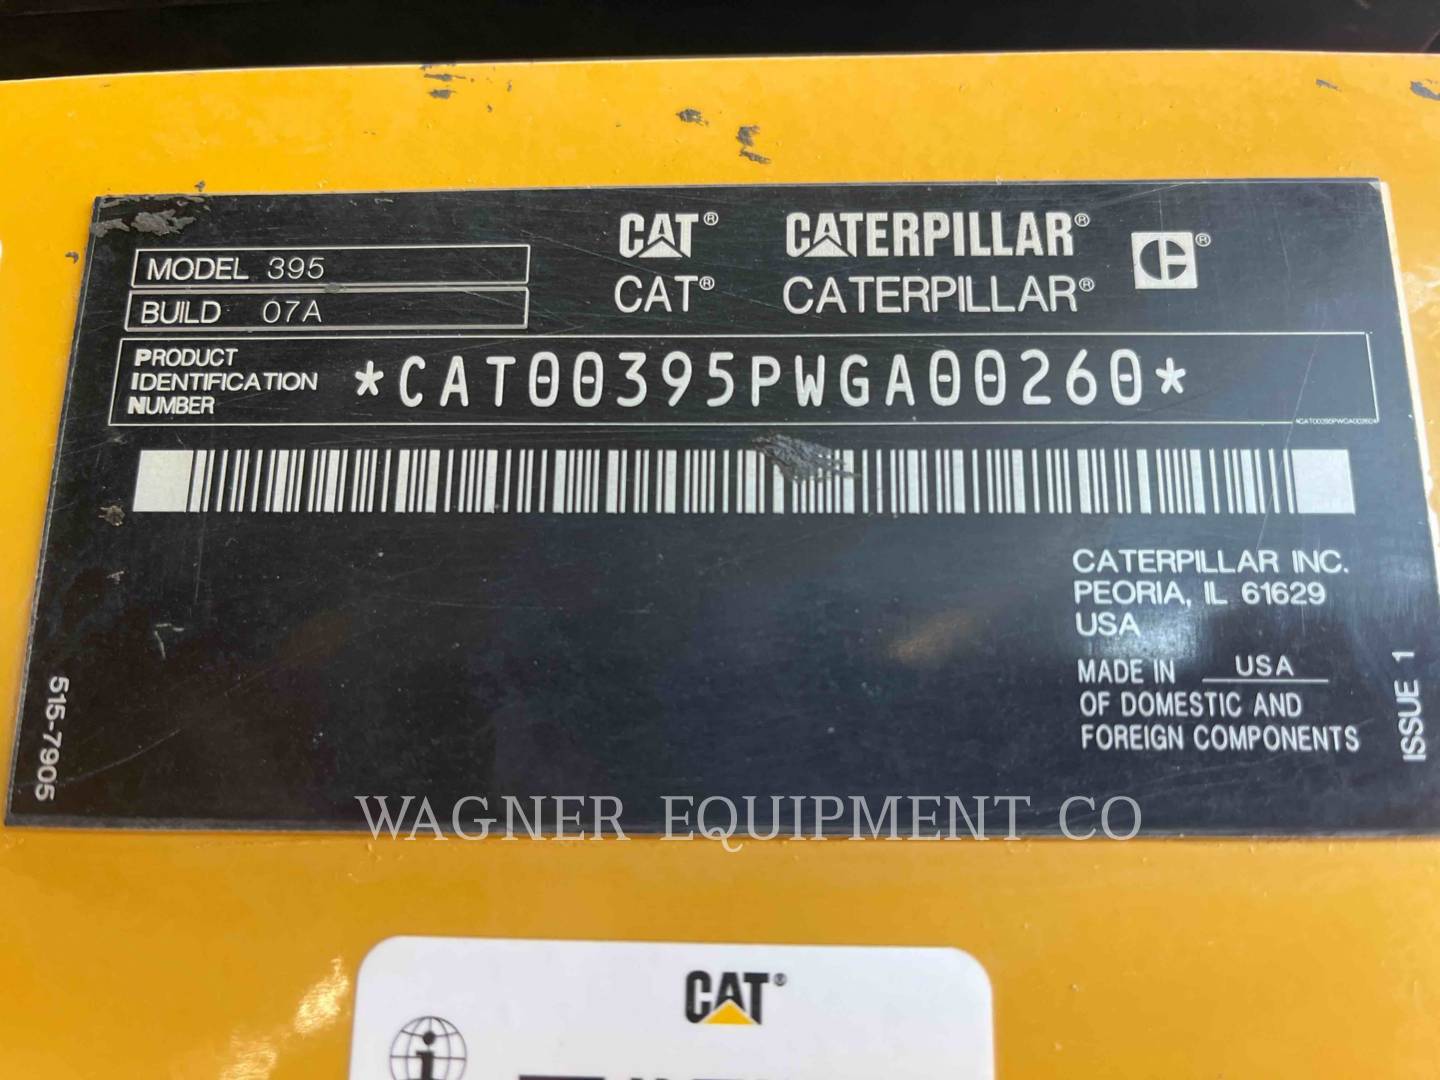 CAT® CATERPILLAR®
CAT® CATERPILLAR®
MODEL 395
BUILD 07A
PRODUCT IDENTIFICATION NUMBER *CAT00395PWGA00260*
*CAT00395PWGA00260*
CATERPILLAR INC.
PEORIA, IL 61629
USA
MADE IN USA
OF DOMESTIC AND
FOREIGN COMPONENTS
515-7905
ISSUE 1
WAGNER EQUIPMENT CO
CAT®